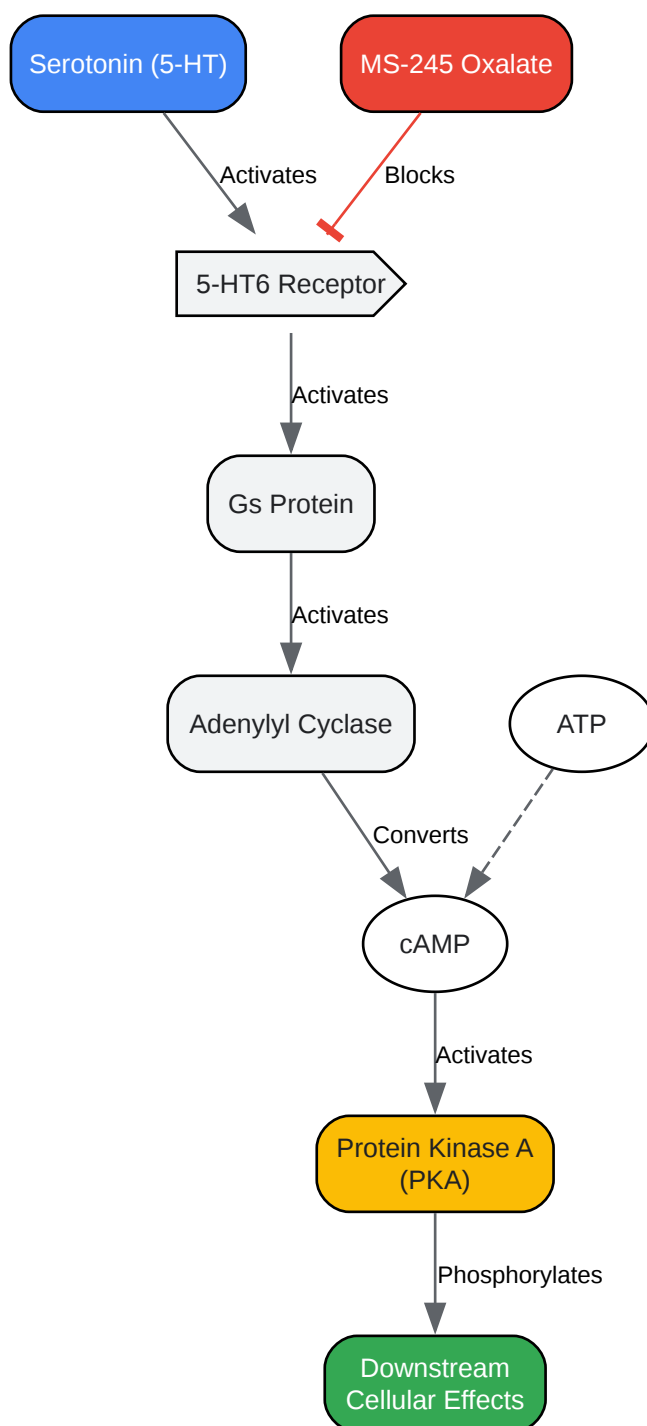 Serotonin (5-HT)
MS-245 Oxalate
Activates
Blocks
5-HT6 Receptor
Activates
Gs Protein
Activates
Adenylyl Cyclase
ATP
Converts
cAMP
Activates
Protein Kinase A
(PKA)
Phosphorylates
Downstream
Cellular Effects